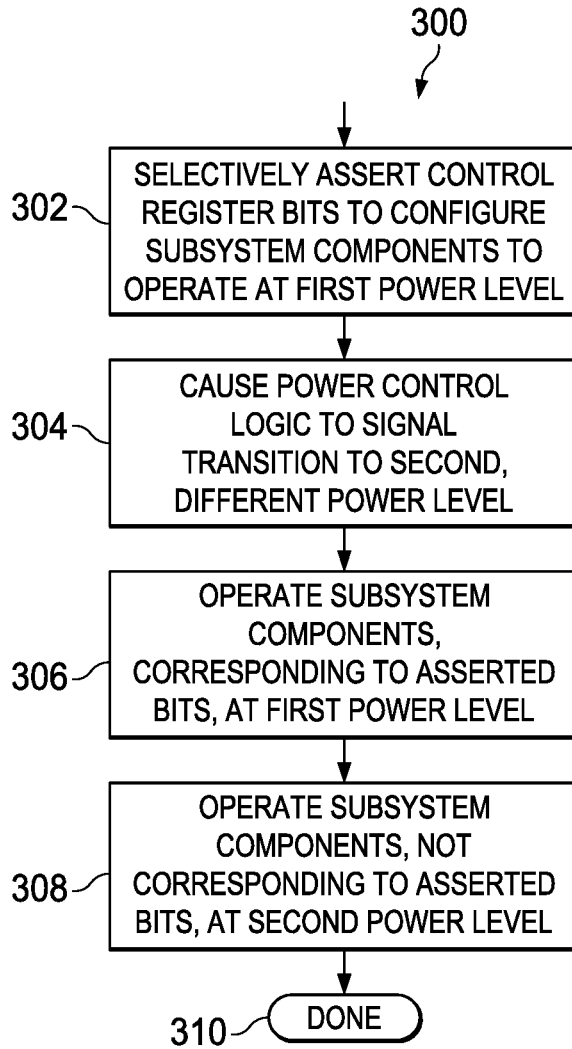 300
302
SELECTIVELY ASSERT CONTROL
REGISTER BITS TO CONFIGURE
SUBSYSTEM COMPONENTS TO
OPERATE AT FIRST POWER LEVEL
304
CAUSE POWER CONTROL
LOGIC TO SIGNAL
TRANSITION TO SECOND,
DIFFERENT POWER LEVEL
306
OPERATE SUBSYSTEM
COMPONENTS,
CORRESPONDING TO ASSERTED
BITS, AT FIRST POWER LEVEL
308
OPERATE SUBSYSTEM
COMPONENTS, NOT
CORRESPONDING TO ASSERTED
BITS, AT SECOND POWER LEVEL
310
DONE